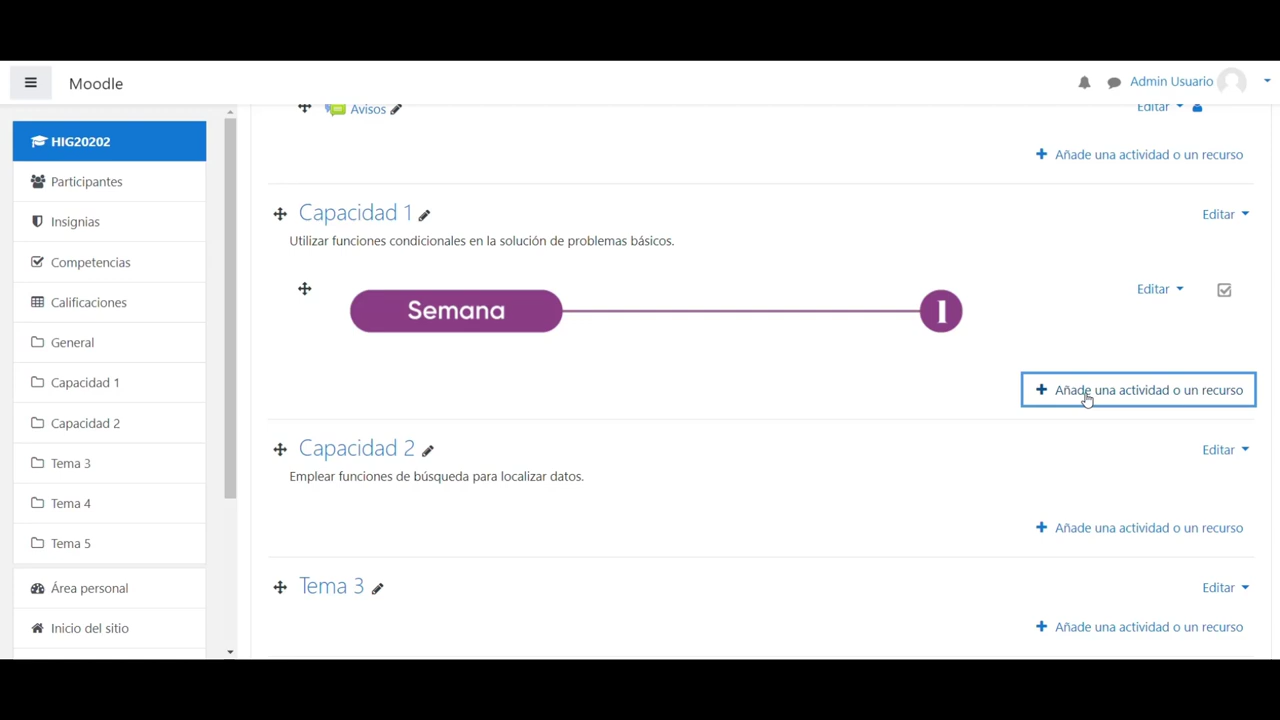 Moodle
Admin Usuario
HIG20202
Participantes
Insignias
Competencias
Calificaciones
General
Capacidad 1
Capacidad 2
Tema 3
Tema 4
Tema 5
Área personal
Inicio del sitio
Avisos
Editar
Añade una actividad o un recurso
Capacidad 1
Editar
Utilizar funciones condicionales en la solución de problemas básicos.
Semana 1
Editar
Añade una actividad o un recurso
Capacidad 2
Editar
Emplear funciones de búsqueda para localizar datos.
Añade una actividad o un recurso
Tema 3
Editar
Añade una actividad o un recurso